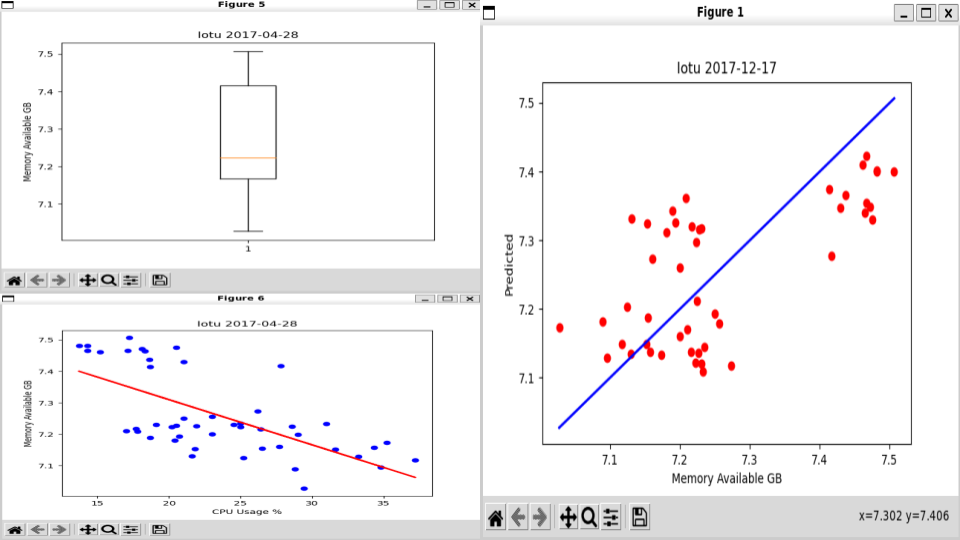 Figure 5
Iotu 2017-04-28
7.5
7.4
7.3
7.2
7.1
Memory Available GB
1
Figure 6
Iotu 2017-04-28
7.5
7.4
7.3
7.2
7.1
Memory Available GB
15 20 25 30 35
CPU Usage %
Figure 1
Iotu 2017-12-17
7.5
7.4
7.3
7.2
7.1
Predicted
7.1 7.2 7.3 7.4 7.5
Memory Available GB
x=7.302 y=7.406